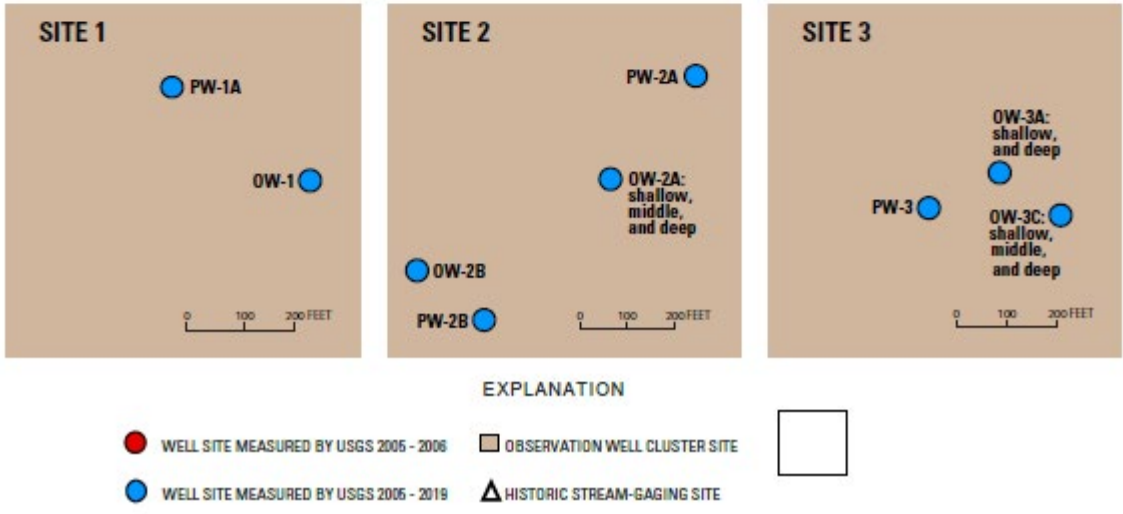 SITE 1
PW-1A
OW-1
0 100 200 FEET
SITE 2
PW-2A
OW-2A:
shallow,
middle,
and deep
OW-2B
PW-2B
0 100 200 FEET
SITE 3
OW-3A:
shallow,
and deep
PW-3
OW-3C:
shallow,
middle,
and deep
0 100 200 FEET
EXPLANATION
WELL SITE MEASURED BY USGS 2005 - 2006
OBSERVATION WELL CLUSTER SITE
WELL SITE MEASURED BY USGS 2005 - 2019
HISTORIC STREAM-GAGING SITE